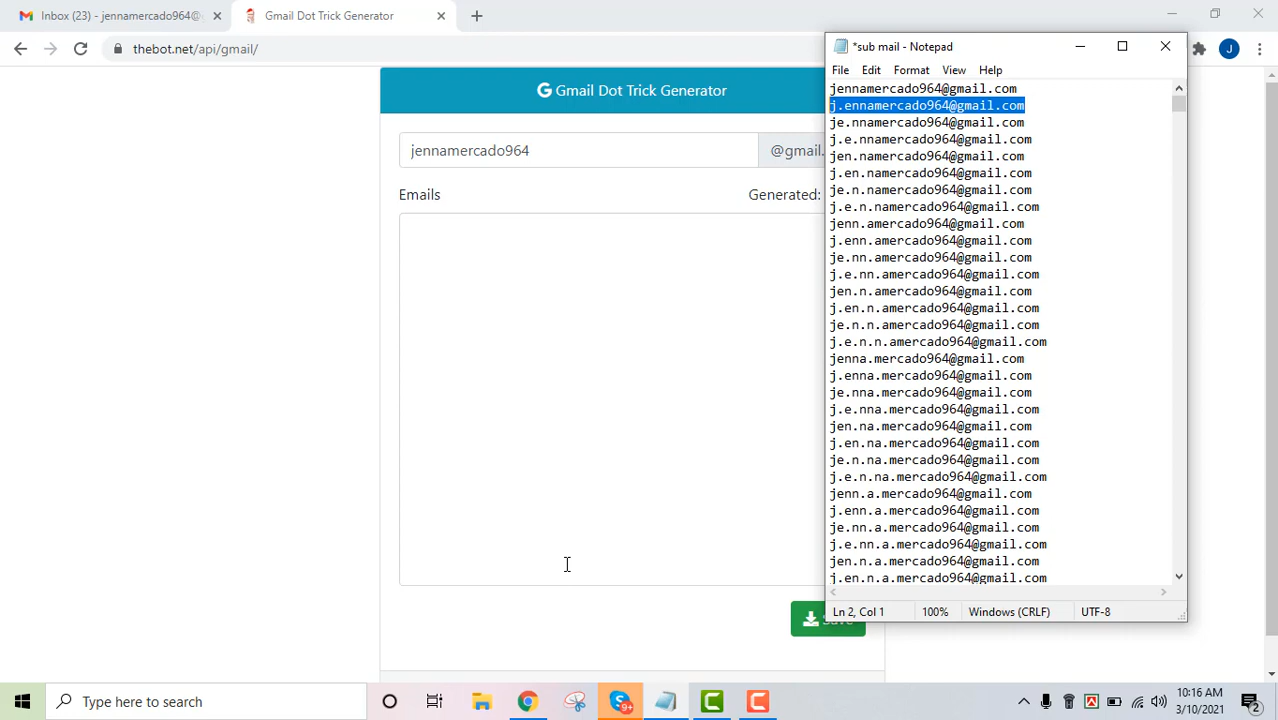 Inbox (23) - jennamercado964@
Gmail Dot Trick Generator
thebot.net/api/gmail/
J
Gmail Dot Trick Generator
jennamercado964
@gmail.
Emails
Generated:
*sub mail - Notepad
File Edit Format View Help
jennamercado964@gmail.com
j.ennamercado964@gmail.com
je.nnamercado964@gmail.com
j.e.nnamercado964@gmail.com
jen.namercado964@gmail.com
j.en.namercado964@gmail.com
je.n.namercado964@gmail.com
j.e.n.namercado964@gmail.com
jenn.amercado964@gmail.com
j.enn.amercado964@gmail.com
je.nn.amercado964@gmail.com
j.e.nn.amercado964@gmail.com
jen.n.amercado964@gmail.com
j.en.n.amercado964@gmail.com
je.n.n.amercado964@gmail.com
j.e.n.n.amercado964@gmail.com
jenna.mercado964@gmail.com
j.enna.mercado964@gmail.com
je.nna.mercado964@gmail.com
j.e.nna.mercado964@gmail.com
jen.na.mercado964@gmail.com
j.en.na.mercado964@gmail.com
je.n.na.mercado964@gmail.com
j.e.n.na.mercado964@gmail.com
jenn.a.mercado964@gmail.com
j.enn.a.mercado964@gmail.com
je.nn.a.mercado964@gmail.com
j.e.nn.a.mercado964@gmail.com
jen.n.a.mercado964@gmail.com
j.en.n.a.mercado964@gmail.com
Ln 2, Col 1 100% Windows (CRLF) UTF-8
Save
Type here to search
9+
10:16 AM
3/10/2021
2